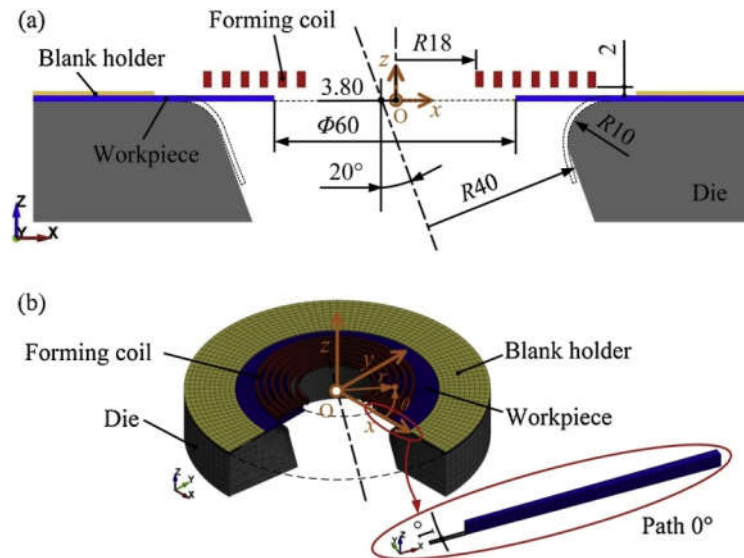 (a)
Forming coil
Blank holder
R18
2
z
3.80
O
x
Φ60
R10
Workpiece
20°
R40
Die
Z
Y
X
(b)
Forming coil
z
y
Blank holder
r
θ
O
x
Workpiece
Die
Z
Y
X
1°
Path 0°
Z
Y
X